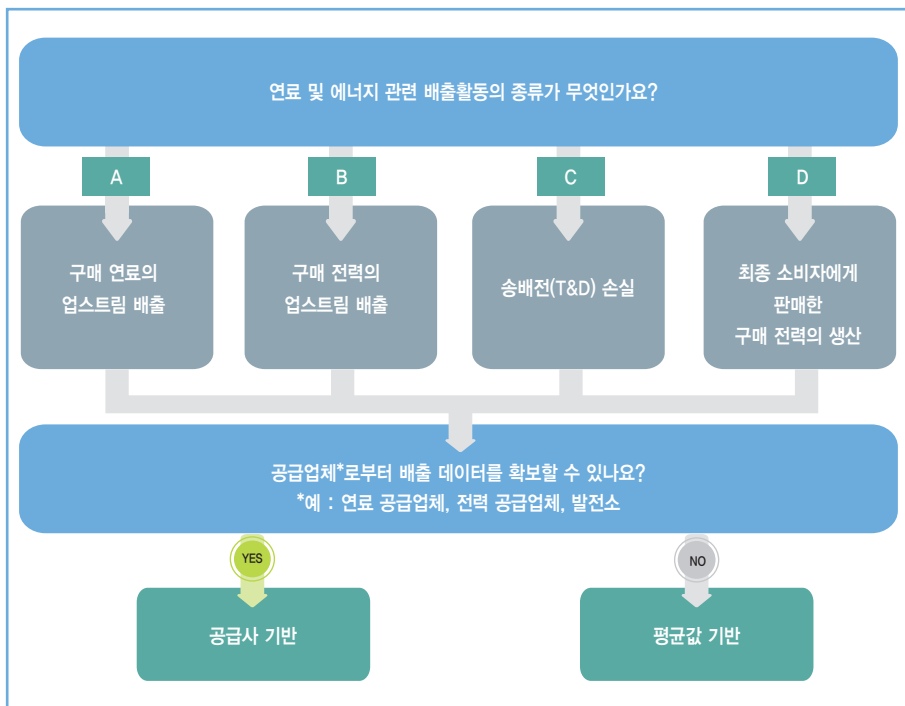 연료 및 에너지 관련 배출활동의 종류가 무엇인가요?
A
B
C
D
구매 연료의
업스트림 배출
구매 전력의
업스트림 배출
송배전(T&D) 손실
최종 소비자에게
판매한
구매 전력의 생산
공급업체*로부터 배출 데이터를 확보할 수 있나요?
*예 : 연료 공급업체, 전력 공급업체, 발전소
YES
NO
공급사 기반
평균값 기반